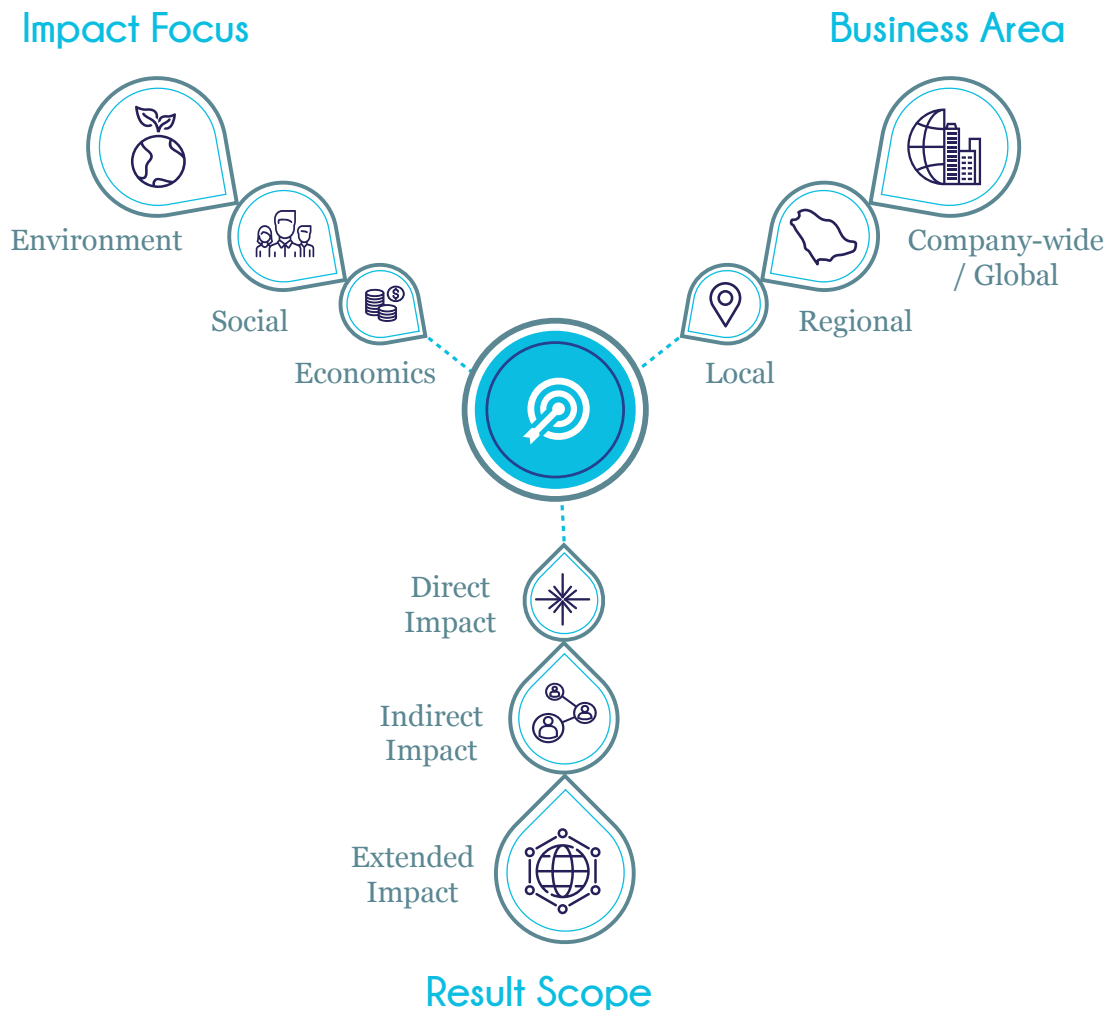 Impact Focus
Business Area
Environment
Social
Economics
Company-wide
/ Global
Regional
Local
Direct
Impact
Indirect
Impact
Extended
Impact
Result Scope